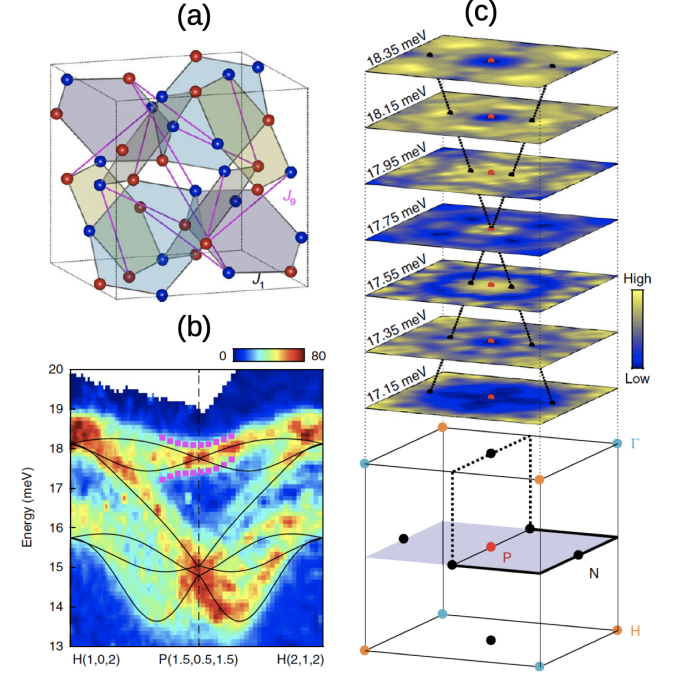 (a)
J9
J1
(b)
0 80
20
19
18
17
16
15
14
13
Energy (meV)
H(1,0,2) P(1.5,0.5,1.5) H(2,1,2)
(c)
18.35 meV
18.15 meV
17.95 meV
17.75 meV
17.55 meV
17.35 meV
17.15 meV
High
Low
Γ
P
N
H